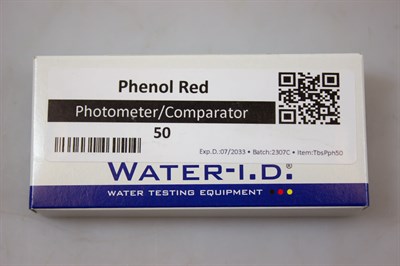 Phenol Red
Photometer/Comparator
50
Exp.D.:07/2033 • Batch:2307C • Item:TbsPph50
WATER-I.D.®
WATER TESTING EQUIPMENT